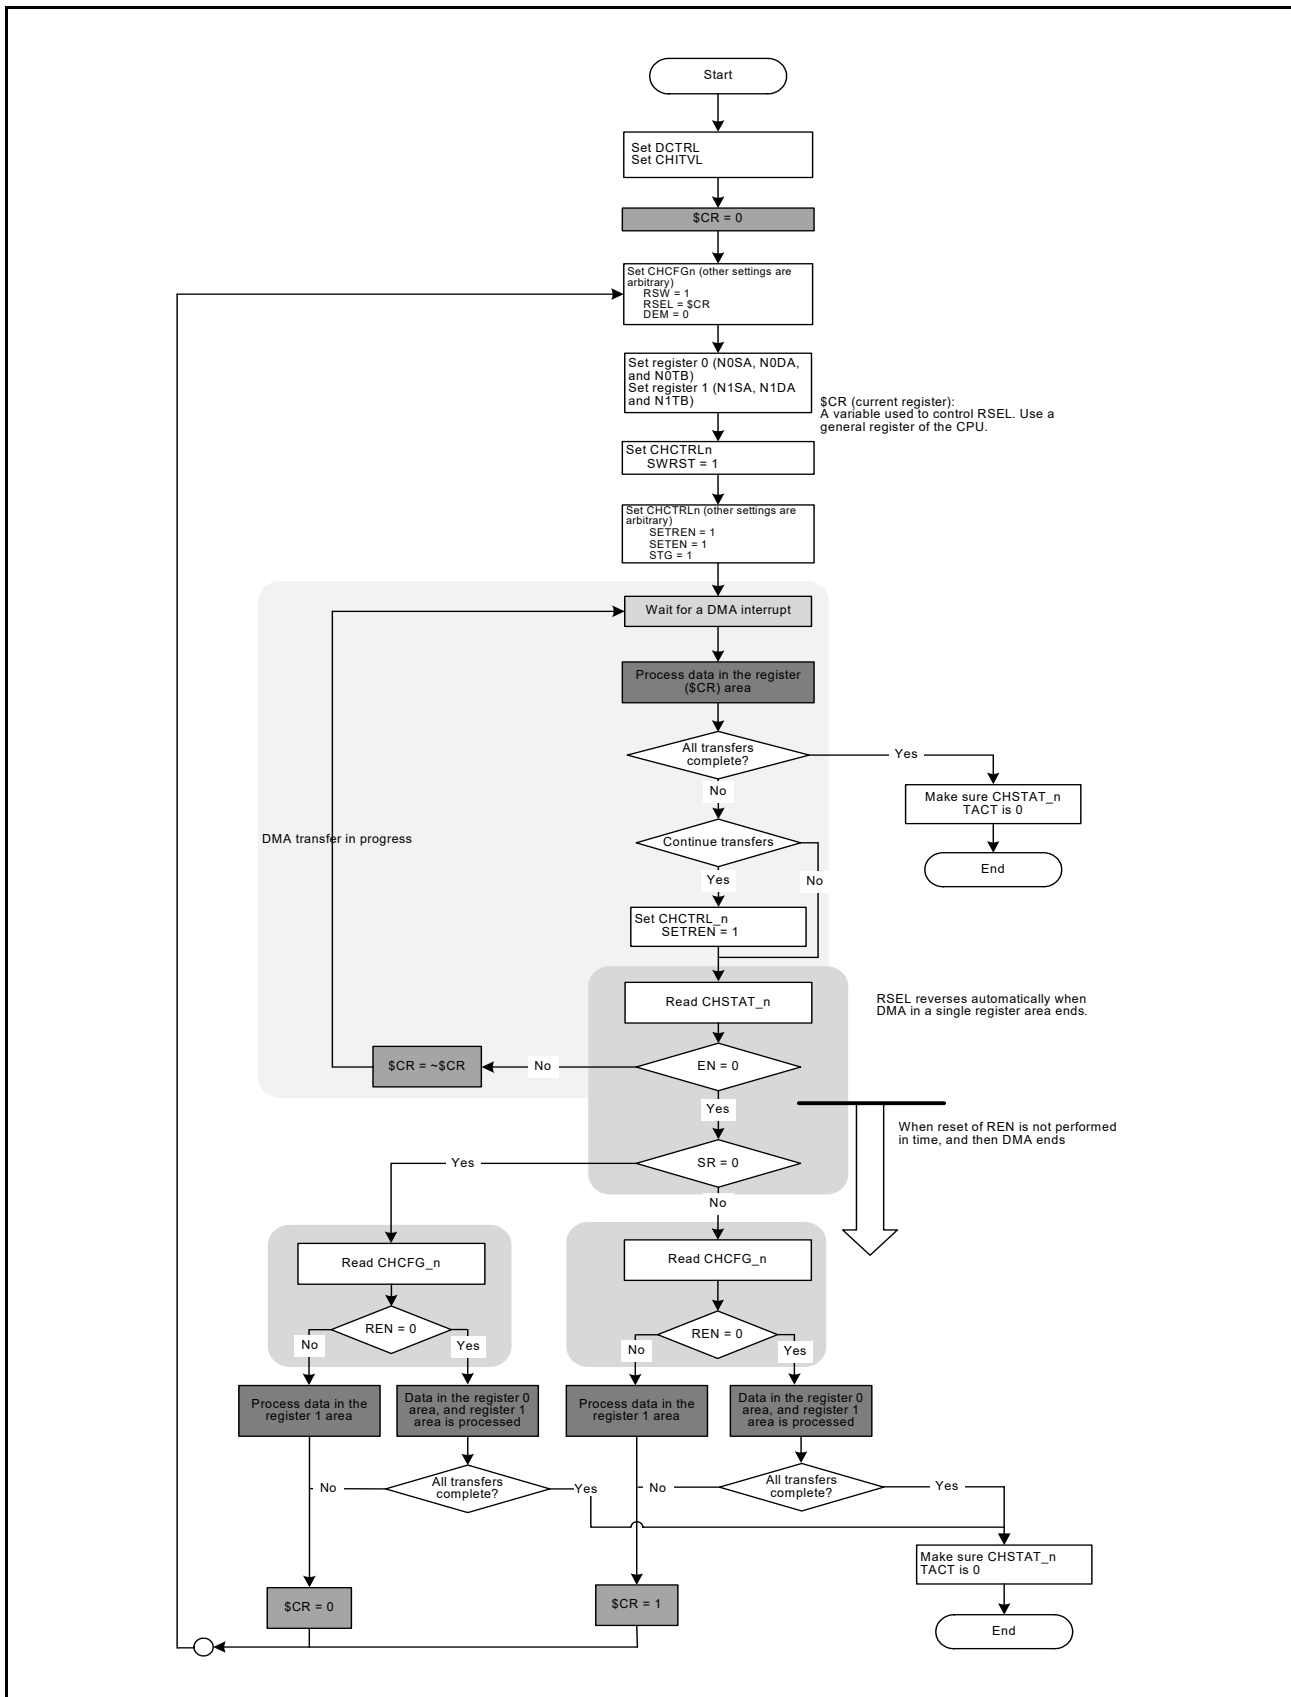 Start
Set DCTRL
Set CHITVL
$CR = 0
Set CHCFGn (other settings are
arbitrary)
RSW = 1
RSEL = $CR
DEM = 0
Set register 0 (N0SA, N0DA,
and N0TB)
Set register 1 (N1SA, N1DA
and N1TB)
$CR (current register):
A variable used to control RSEL. Use a
general register of the CPU.
Set CHCTRLn
SWRST = 1
Set CHCTRLn (other settings are
arbitrary)
SETREN = 1
SETEN = 1
STG = 1
Wait for a DMA interrupt
Process data in the register
($CR) area
All transfers
complete?
Yes
No
Make sure CHSTAT_n
TACT is 0
End
DMA transfer in progress
Continue transfers
Yes
No
Set CHCTRL_n
SETREN = 1
Read CHSTAT_n
RSEL reverses automatically when
DMA in a single register area ends.
EN = 0
No
$CR = ~$CR
Yes
When reset of REN is not performed
in time, and then DMA ends
SR = 0
Yes
No
Read CHCFG_n
Read CHCFG_n
REN = 0
REN = 0
No
Yes
No
Yes
Process data in the
register 1 area
Data in the register 0
area, and register 1
area is processed
Process data in the
register 1 area
Data in the register 0
area, and register 1
area is processed
All transfers
complete?
No
Yes
All transfers
complete?
No
Yes
Make sure CHSTAT_n
TACT is 0
$CR = 0
$CR = 1
End